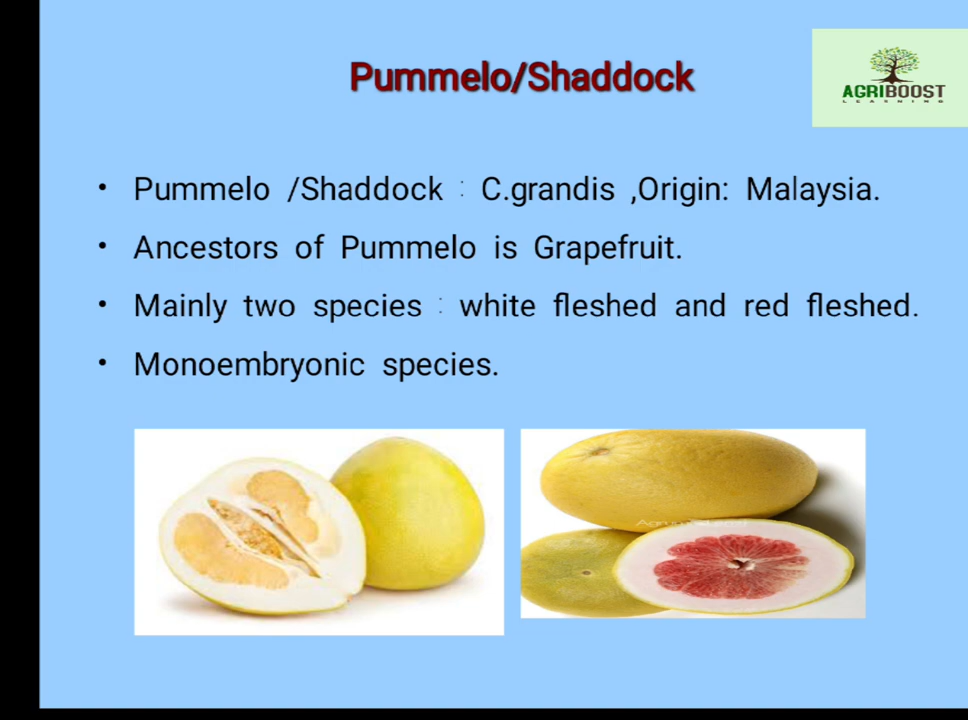 Pummelo/Shaddock
AGRIBOOST
LEARNING
• Pummelo /Shaddock : C.grandis ,Origin: Malaysia.
• Ancestors of Pummelo is Grapefruit.
• Mainly two species : white fleshed and red fleshed.
• Monoembryonic species.